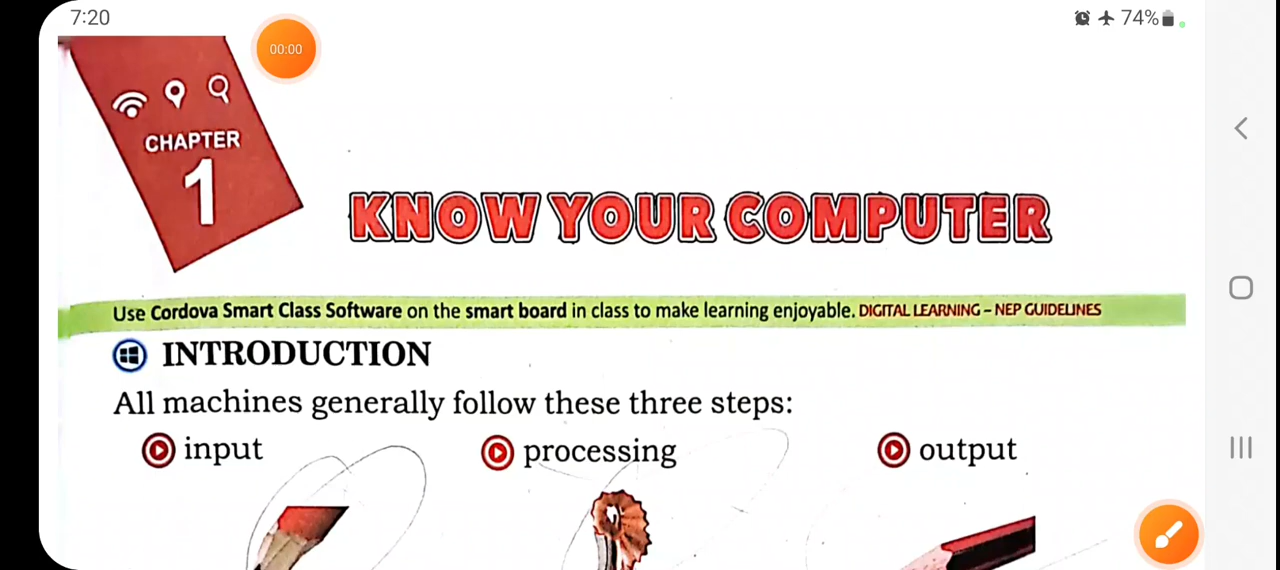 7:20
74%
00:00
CHAPTER
1
KNOW YOUR COMPUTER
Use Cordova Smart Class Software on the smart board in class to make learning enjoyable. DIGITAL LEARNING – NEP GUIDELINES
INTRODUCTION
All machines generally follow these three steps:
input processing output